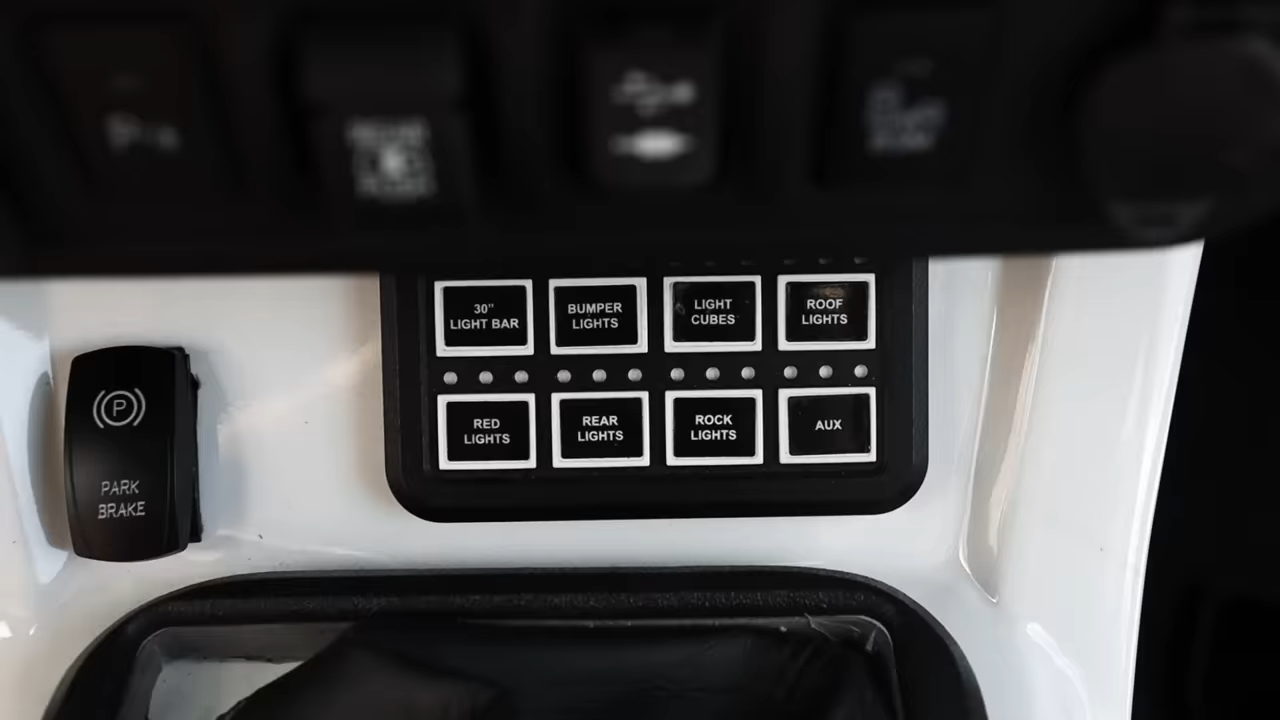 30"
LIGHT BAR
BUMPER
LIGHTS
LIGHT
CUBES
ROOF
LIGHTS
RED
LIGHTS
REAR
LIGHTS
ROCK
LIGHTS
AUX
P
PARK
BRAKE